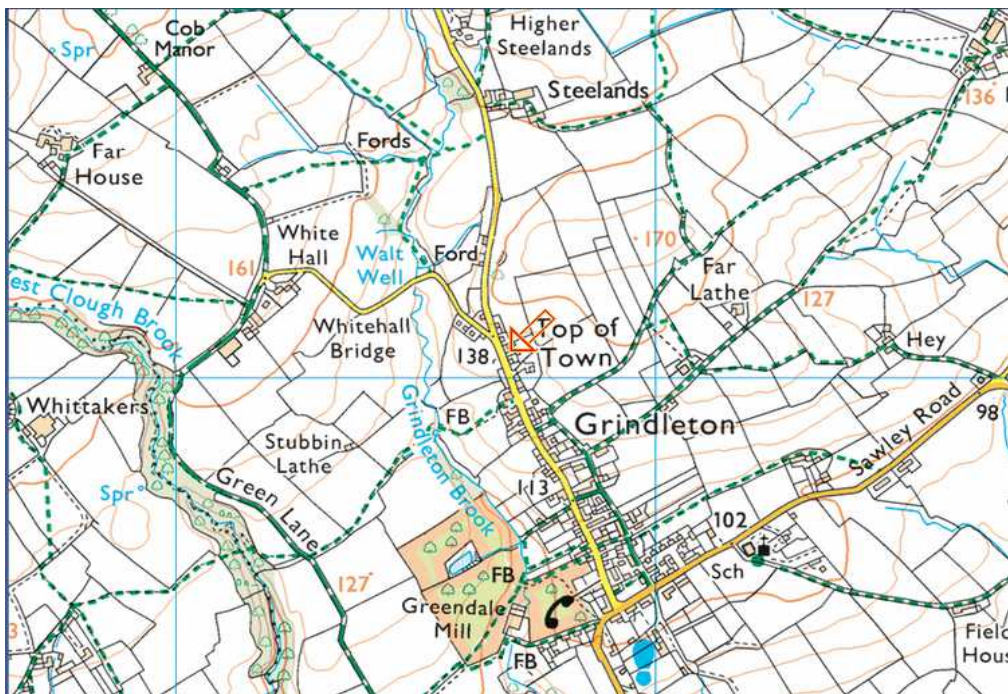 Cob
Manor
Spr
Higher
Steelands
Steelands
136
Fords
Far
House
White
Hall
Walt
Well
Ford
170
161
Far
Lathe
127
est Clough Brook
Whitehall
Bridge
138
Top of
Town
Hey
98
Whittakers
Grindleton Brook
FB
Grindleton
Sawley Road
Stubbin
Lathe
Spr
Green Lane
113
102
Sch
127
FB
Greendale
Mill
FB
3
Field
Hous